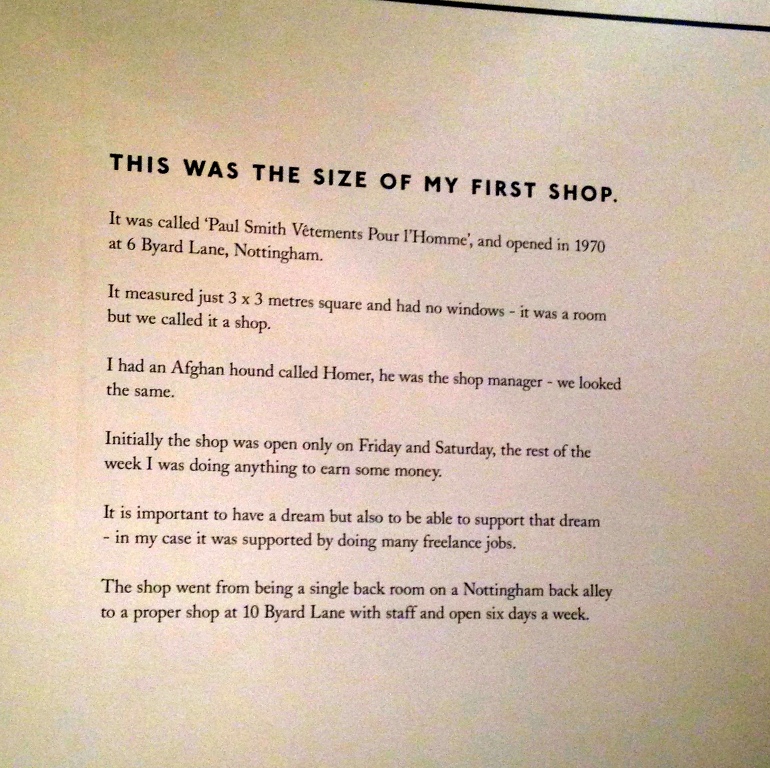 THIS WAS THE SIZE OF MY FIRST SHOP.
It was called 'Paul Smith Vêtements Pour l'Homme', and opened in 1970
at 6 Byard Lane, Nottingham.
It measured just 3 x 3 metres square and had no windows - it was a room
but we called it a shop.
I had an Afghan hound called Homer, he was the shop manager - we looked
the same.
Initially the shop was open only on Friday and Saturday, the rest of the
week I was doing anything to earn some money.
It is important to have a dream but also to be able to support that dream
- in my case it was supported by doing many freelance jobs.
The shop went from being a single back room on a Nottingham back alley
to a proper shop at 10 Byard Lane with staff and open six days a week.